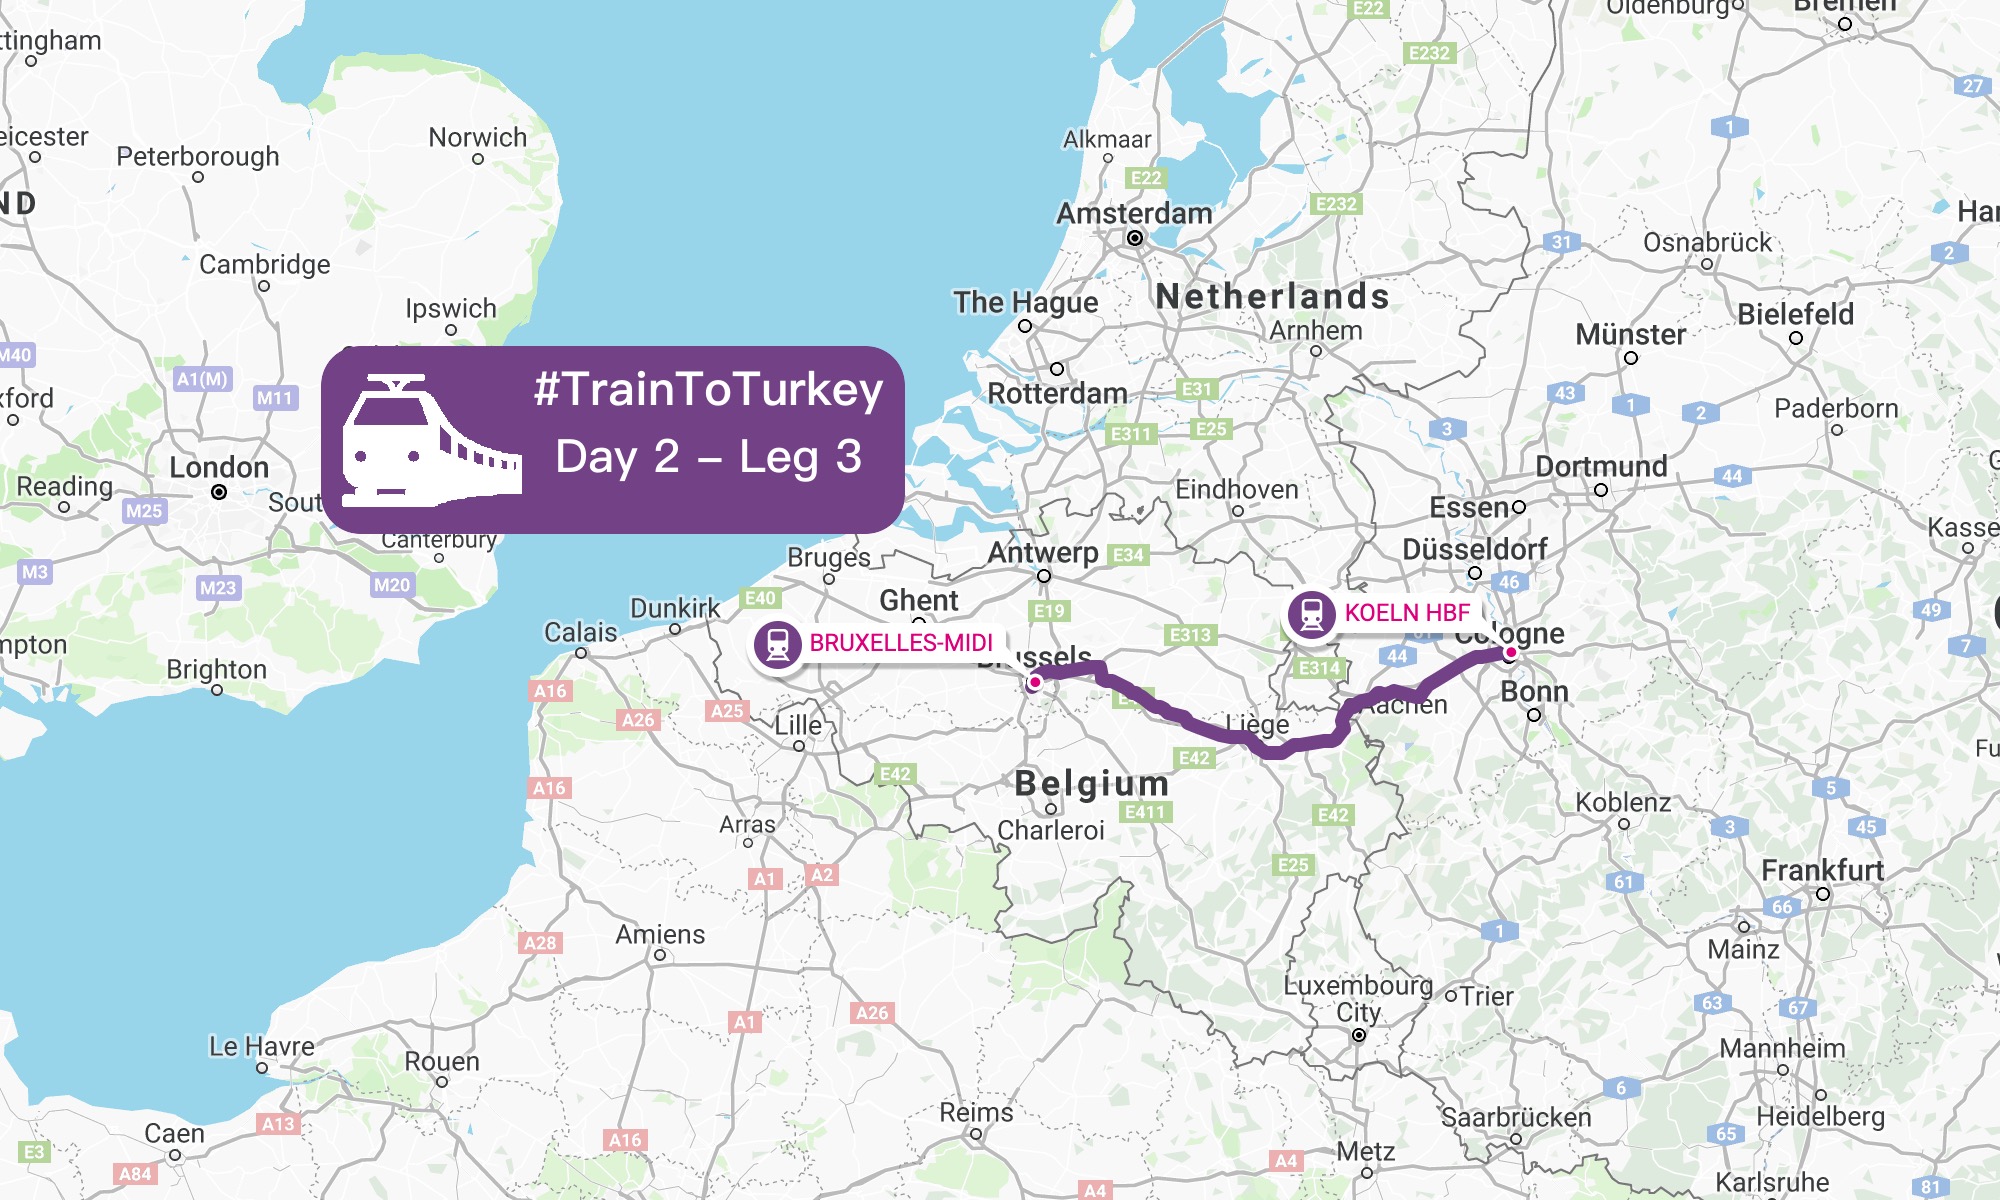 E22
Oldenburg
Bremen
ttingham
E232
27
1
eicester
Norwich
Alkmaar
Peterborough
E22
ND
Amsterdam
E232
Har
31
Osnabrück
2
Cambridge
The Hague
Netherlands
Ipswich
Arnhem
Bielefeld
Münster
M40
A1(M)
M11
#TrainToTurkey
Rotterdam
E31
43
1
2
xford
Paderborn
E311
E25
3
Day 2 – Leg 3
London
Dortmund
44
Reading
Eindhoven
M25
South
Essen
Kasse
Canterbury
Bruges
Antwerp
E34
Düsseldorf
M3
M23
M20
46
E40
Ghent
E19
Dunkirk
49
KOELN HBF
Calais
E313
Cologne
mpton
BRUXELLES-MIDI
Brussels
7
44
E314
Brighton
A16
Bonn
A25
A26
Aachen
Lille
Liège
Fu
E42
E42
Belgium
A16
5
Koblenz
E411
E42
Arras
Charleroi
3
45
E25
Frankfurt
A1
A2
61
66
Amiens
1
A28
Mainz
Luxembourg
City
Trier
63
67
A26
A1
Le Havre
Rouen
Mannheim
6
Reims
Saarbrücken
Heidelberg
A13
Caen
65
E3
A16
Metz
A4
A84
Karlsruhe
81
A4